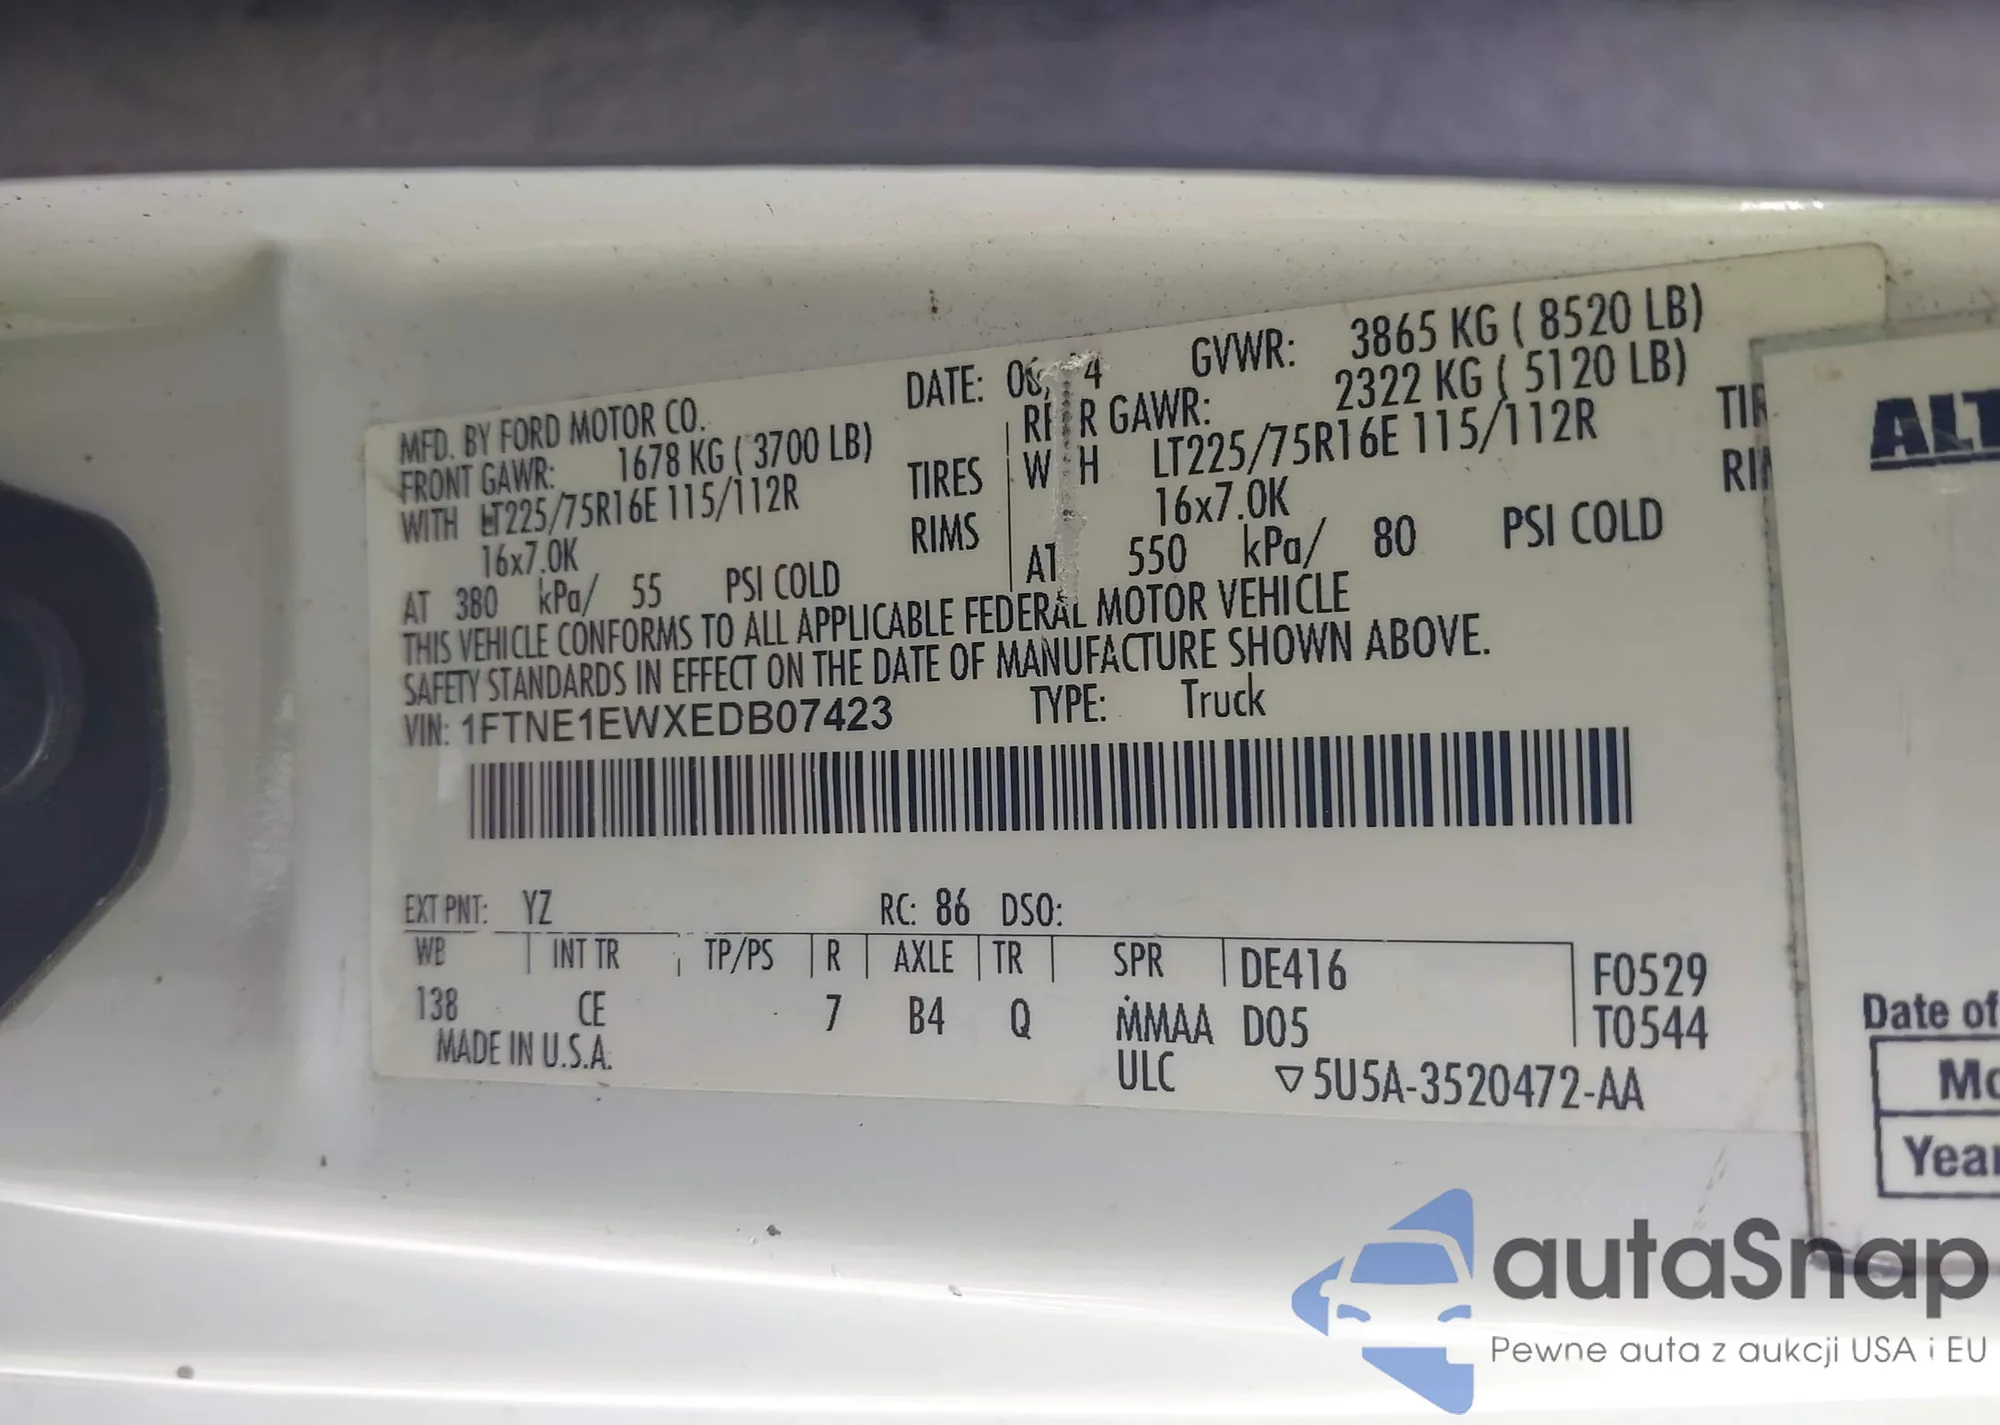 MFD. BY FORD MOTOR CO.
DATE: 4
GVWR: 3865 KG ( 8520 LB)
FRONT GAWR: 1678 KG ( 3700 LB)
R GAWR: 2322 KG ( 5120 LB)
WITH LT225/75R16E 115/112R TIRES
LT225/75R16E 115/112R
16x7.0K RIMS
16x7.0K
AT 380 kPa/ 55 PSI COLD
AT 550 kPa/ 80 PSI COLD
THIS VEHICLE CONFORMS TO ALL APPLICABLE FEDERAL MOTOR VEHICLE
SAFETY STANDARDS IN EFFECT ON THE DATE OF MANUFACTURE SHOWN ABOVE.
VIN: 1FTNE1EWXEDB07423 TYPE: Truck
EXT PNT: YZ RC: 86 DSO:
WB INT TR TP/PS R AXLE TR SPR DE416 F0529
138 CE 7 B4 Q MMAA D05 T0544
MADE IN U.S.A. ULC ▽5U5A-3520472-AA
ALT
Date of
Mo
Year
autaSnap
Pewne auta z aukcji USA i EU